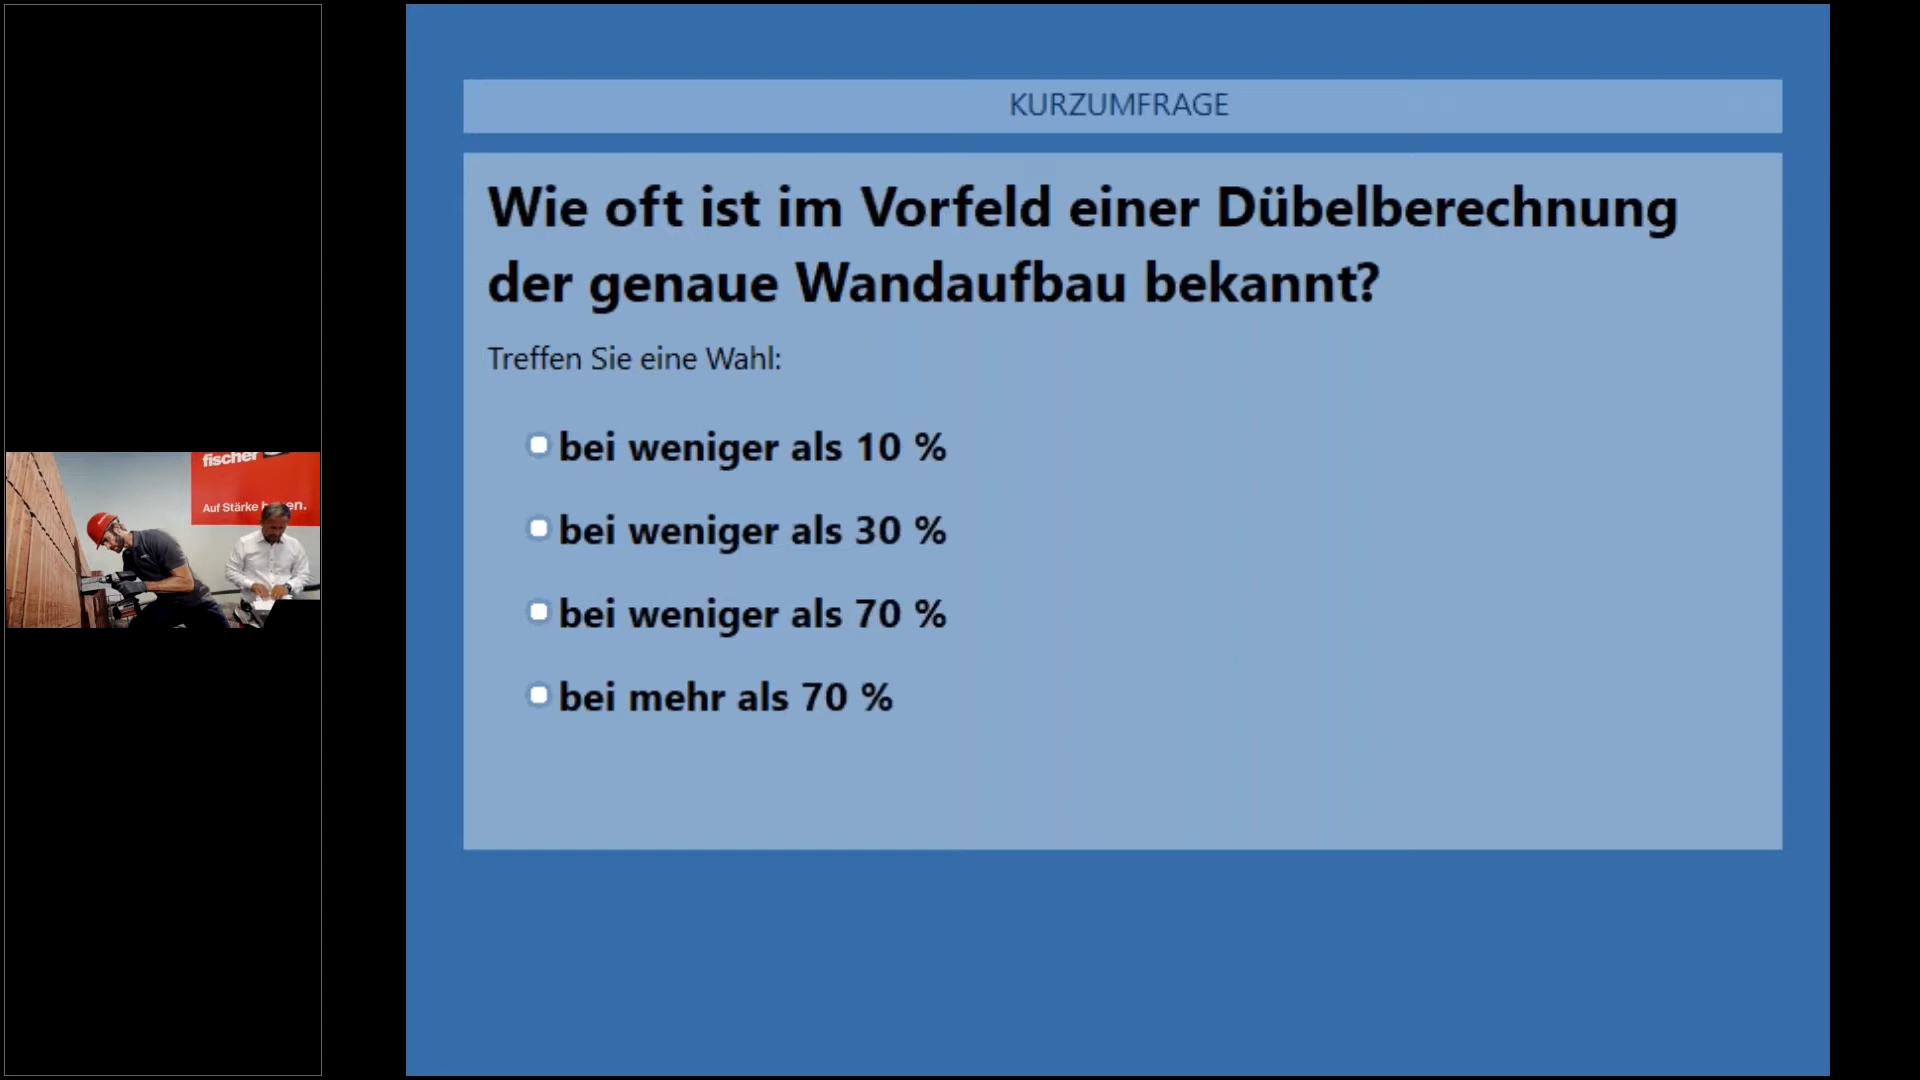 KURZUMFRAGE
Wie oft ist im Vorfeld einer Dübelberechnung
der genaue Wandaufbau bekannt?
Treffen Sie eine Wahl:
bei weniger als 10 %
bei weniger als 30 %
bei weniger als 70 %
bei mehr als 70 %
fischer
Auf Stärke